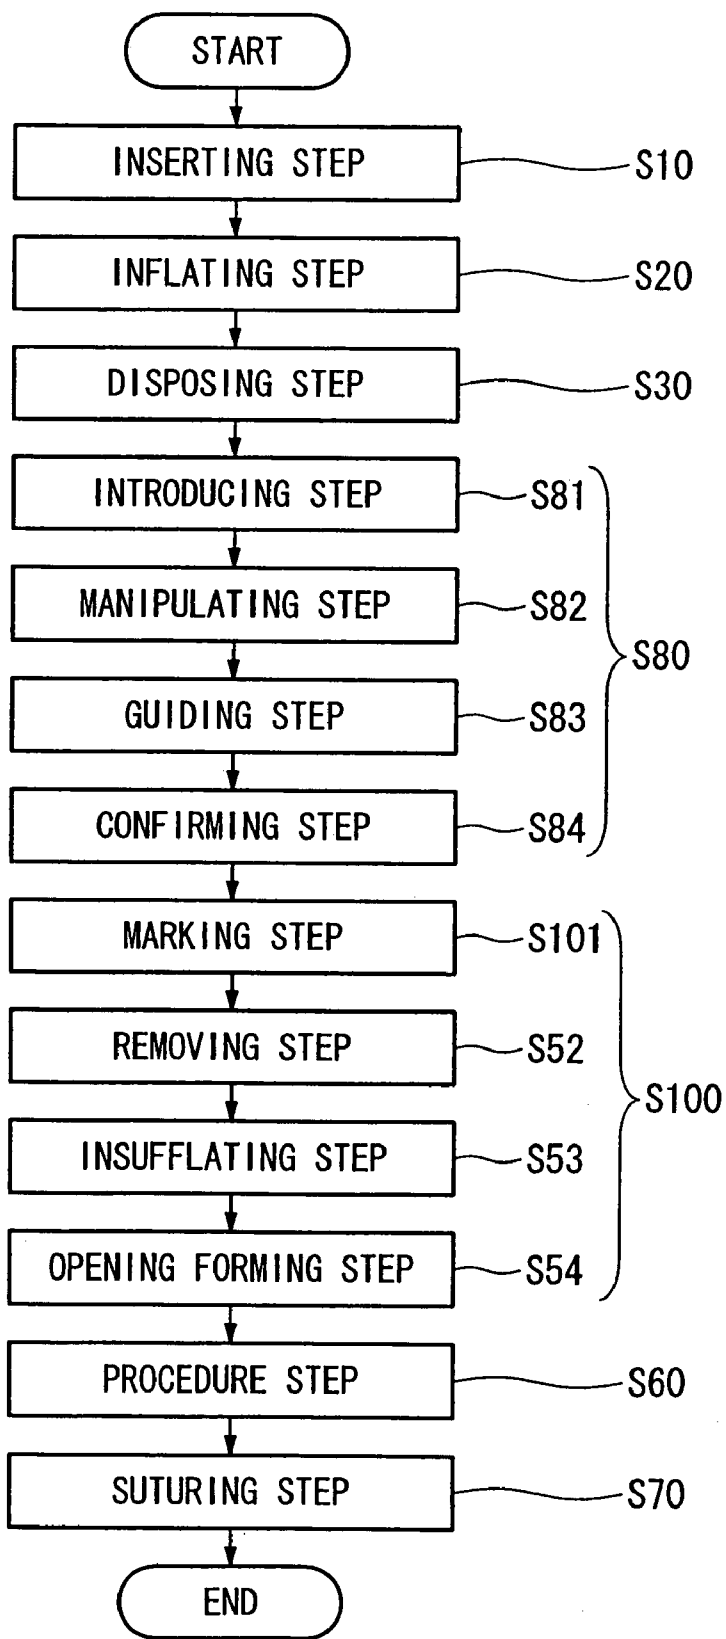 START
INSERTING STEP S10
INFLATING STEP S20
DISPOSING STEP S30
INTRODUCING STEP S81
MANIPULATING STEP S82
S80
GUIDING STEP S83
CONFIRMING STEP S84
MARKING STEP S101
REMOVING STEP S52
S100
INSUFFLATING STEP S53
OPENING FORMING STEP S54
PROCEDURE STEP S60
SUTURING STEP S70
END